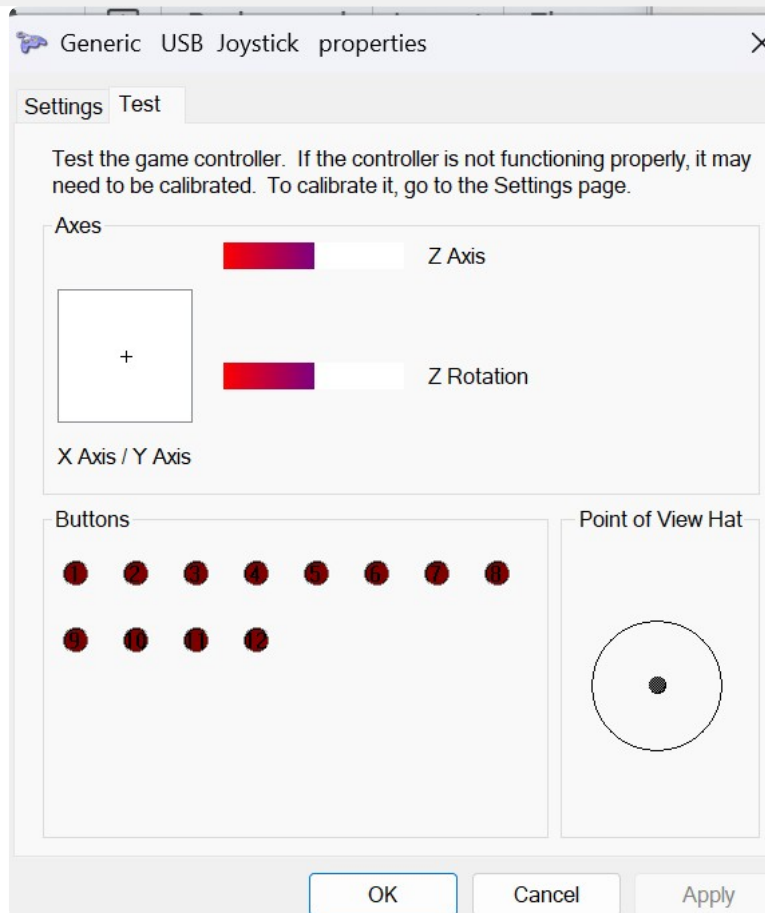 Generic USB Joystick properties
Settings Test
Test the game controller. If the controller is not functioning properly, it may
need to be calibrated. To calibrate it, go to the Settings page.
Axes
Z Axis
Z Rotation
X Axis / Y Axis
Buttons
Point of View Hat
1 2 3 4 5 6 7 8
9 10 11 12
OK Cancel Apply